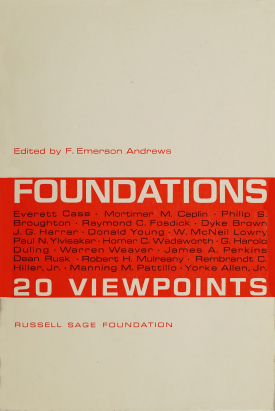 Edited by F. Emerson Andrews
FOUNDATIONS
Everett Case · Mortimer M. Caplin · Philip S.
Broughton · Raymond C. Fosdick · Dyke Brown
J. G. Harrar · Donald Young · W. McNeil Lowry
Paul N. Ylvisaker · Homer C. Wadsworth · G. Harold
Duling · Warren Weaver · James A. Perkins
Dean Rusk · Robert H. Mulreany · Rembrandt C.
Hiller, Jr. · Manning M. Pattillo · Yorke Allen, Jr.
20 VIEWPOINTS
RUSSELL SAGE FOUNDATION